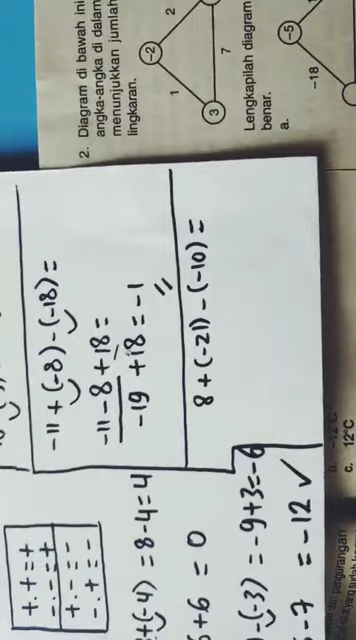 2. Diagram di bawah ini
angka-angka di dalam
menunjukkan jumlah
lingkaran.
-2
2
1
7
3
Lengkapilah diagram
benar.
a.
-5
-18
-11 + (-8) - (-18) =
-11 - 8 + 18 =
-19 + 18 = -1
8 + (-21) - (-10) =
+ . + = +
- . - = +
+ . - = -
- . + = -
+(-4) = 8 - 4 = 4
+ 6 = 0
-(-3) = -9 + 3 = -6
- 7 = -12 ✓
b. -12°C
c. 12°C
pengurangan